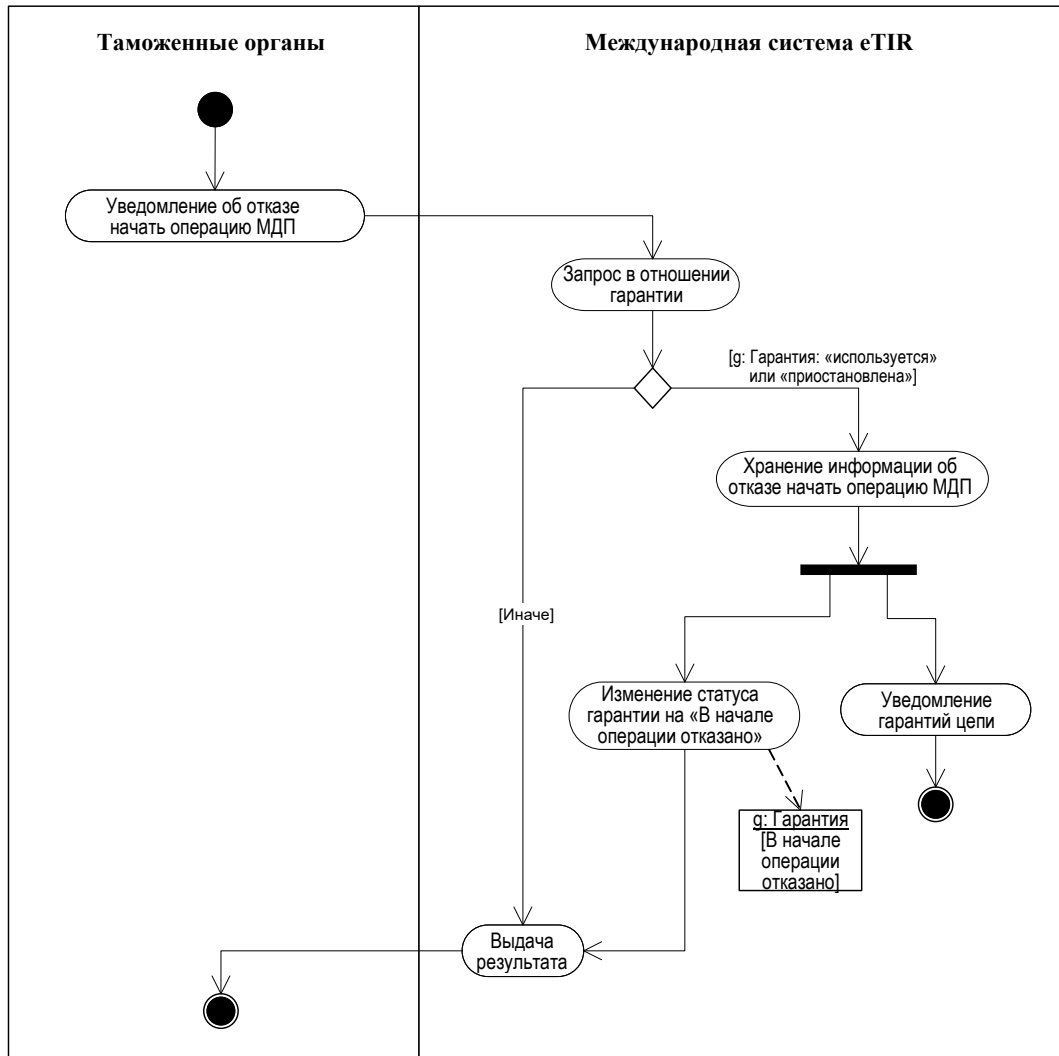 Таможенные органы
Международная система eTIR
Уведомление об отказе
начать операцию МДП
Запрос в отношении
гарантии
[g: Гарантия: «используется»
или «приостановлена»]
Хранение информации об
отказе начать операцию МДП
[Иначе]
Изменение статуса
гарантии на «В начале
операции отказано»
Уведомление
гарантий цепи
g: Гарантия
[В начале
операции
отказано]
Выдача
результата